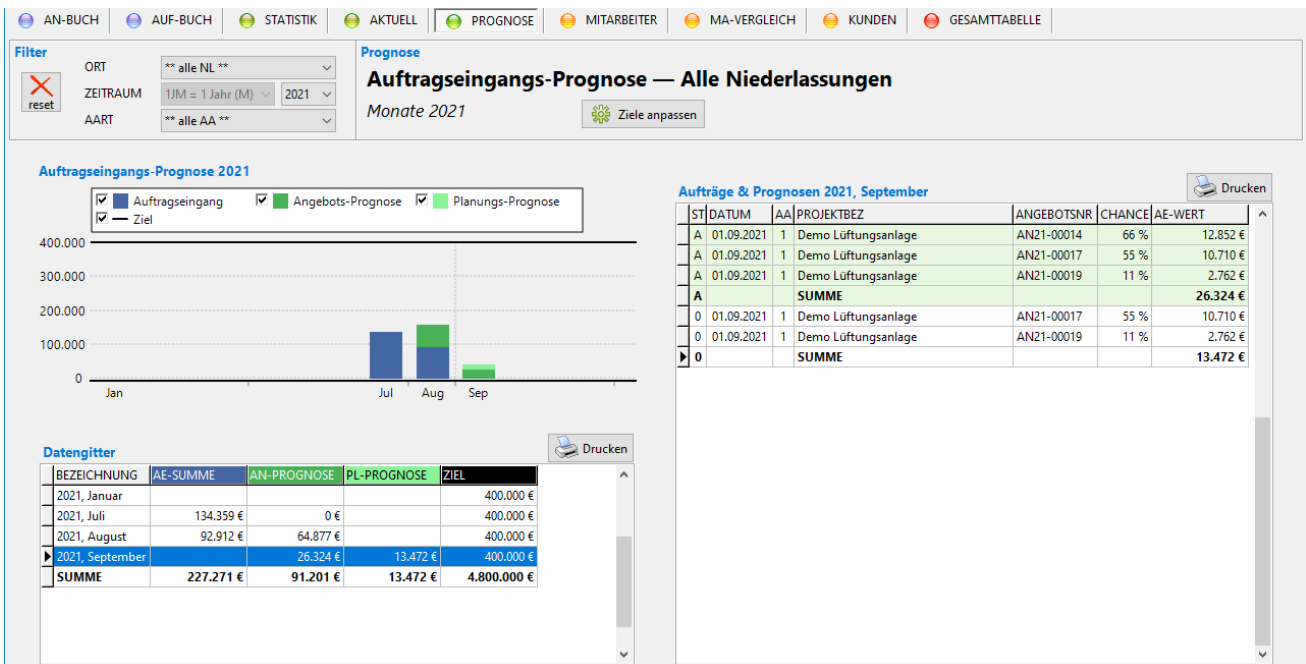 AN-BUCH AUF-BUCH STATISTIK AKTUELL PROGNOSE MITARBEITER MA-VERGLEICH KUNDEN GESAMTTABELLE
Filter
ORT ** alle NL **
ZEITRAUM 1JM = 1 Jahr (M) 2021
AART ** alle AA **
reset
Prognose
Auftragseingangs-Prognose — Alle Niederlassungen
Monate 2021
Ziele anpassen
Auftragseingangs-Prognose 2021
Auftragseingang Angebots-Prognose Planungs-Prognose
Ziel
400.000
300.000
200.000
100.000
0
Jan Jul Aug Sep
Datengitter
Drucken
BEZEICHNUNG AE-SUMME AN-PROGNOSE PL-PROGNOSE ZIEL
2021, Januar 400.000 €
2021, Juli 134.359 € 0 € 400.000 €
2021, August 92.912 € 64.877 € 400.000 €
2021, September 26.324 € 13.472 € 400.000 €
SUMME 227.271 € 91.201 € 13.472 € 4.800.000 €
Aufträge & Prognosen 2021, September
Drucken
ST DATUM AA PROJEKTBEZ ANGEBOTSNR CHANCE AE-WERT
A 01.09.2021 1 Demo Lüftungsanlage AN21-00014 66 % 12.852 €
A 01.09.2021 1 Demo Lüftungsanlage AN21-00017 55 % 10.710 €
A 01.09.2021 1 Demo Lüftungsanlage AN21-00019 11 % 2.762 €
A SUMME 26.324 €
0 01.09.2021 1 Demo Lüftungsanlage AN21-00017 55 % 10.710 €
0 01.09.2021 1 Demo Lüftungsanlage AN21-00019 11 % 2.762 €
0 SUMME 13.472 €